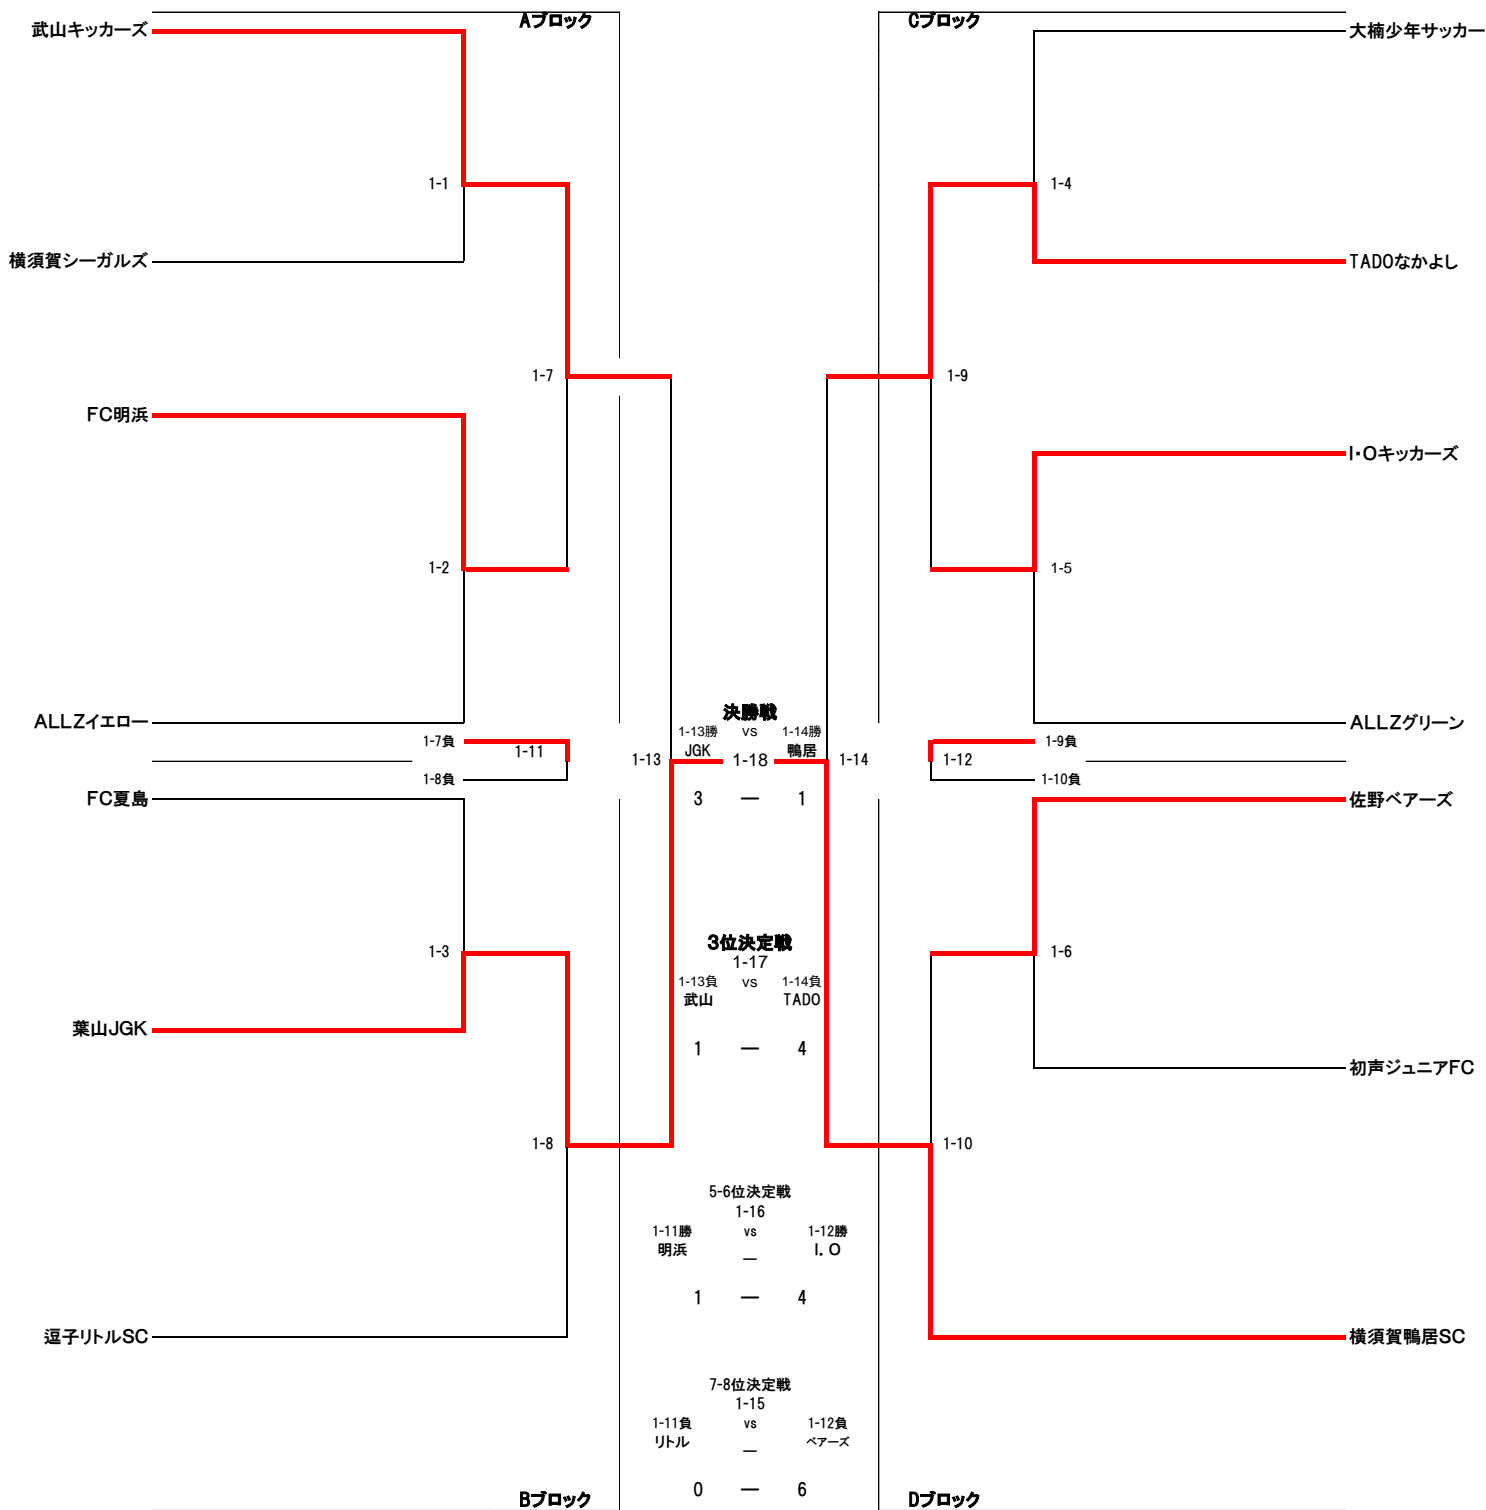 Aブロック
Cブロック
武山キッカーズ
大楠少年サッカー
1-1
1-4
横須賀シーガルズ
TADOなかよし
1-7
1-9
FC明浜
I・Oキッカーズ
1-2
1-5
ALLZイエロー
ALLZグリーン
決勝戦
1-13勝 vs 1-14勝
JGK 鴨居
1-18
3 ― 1
1-7負
1-11
1-8負
1-13
1-14
1-9負
1-12
1-10負
FC夏島
佐野ベアーズ
3位決定戦
1-17
1-13負 vs 1-14負
武山 TADO
1 ― 4
1-3
1-6
葉山JGK
初声ジュニアFC
1-8
1-10
5-6位決定戦
1-16
1-11勝 vs 1-12勝
明浜 ― I.O
1 ― 4
逗子リトルSC
横須賀鴨居SC
7-8位決定戦
1-15
1-11負 vs 1-12負
リトル ― ベアーズ
0 ― 6
Bブロック
Dブロック